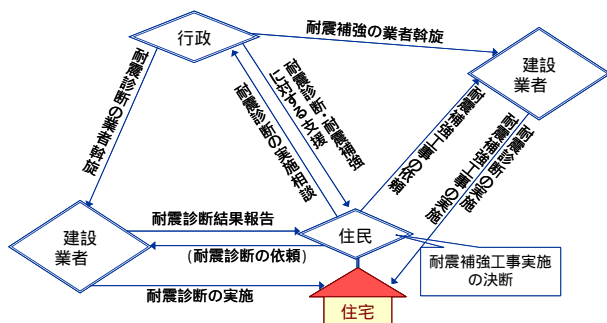 行政
耐震補強の業者斡旋
建設
業者
耐震診断の業者斡旋
耐震診断・耐震補強
に対する支援
耐震診断の実施相談
耐震補強工事の依頼
耐震診断の実施
耐震補強工事の実施
耐震診断結果報告
住民
建設
業者
(耐震診断の依頼)
耐震補強工事実施
の決断
耐震診断の実施
住宅